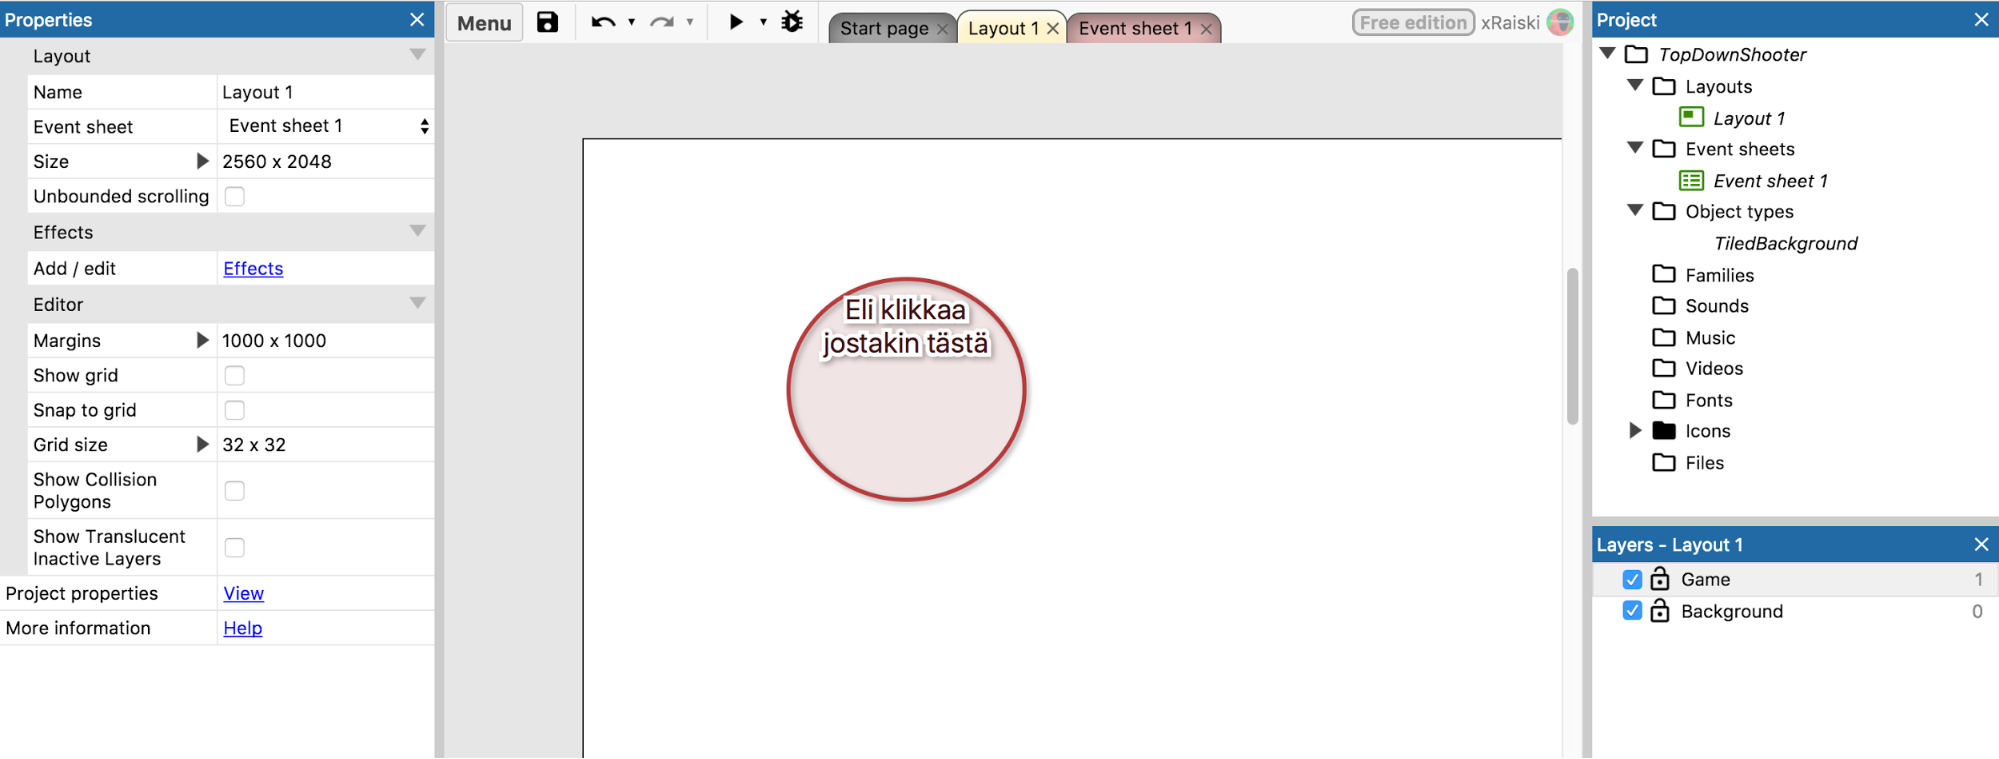 Properties
Layout
Name Layout 1
Event sheet Event sheet 1
Size 2560 x 2048
Unbounded scrolling
Effects
Add / edit Effects
Editor
Margins 1000 x 1000
Show grid
Snap to grid
Grid size 32 x 32
Show Collision
Polygons
Show Translucent
Inactive Layers
Project properties View
More information Help
Menu
Start page
Layout 1
Event sheet 1
Free edition xRaiski
Eli klikkaa
jostakin tästä
Project
TopDownShooter
Layouts
Layout 1
Event sheets
Event sheet 1
Object types
TiledBackground
Families
Sounds
Music
Videos
Fonts
Icons
Files
Layers - Layout 1
Game 1
Background 0